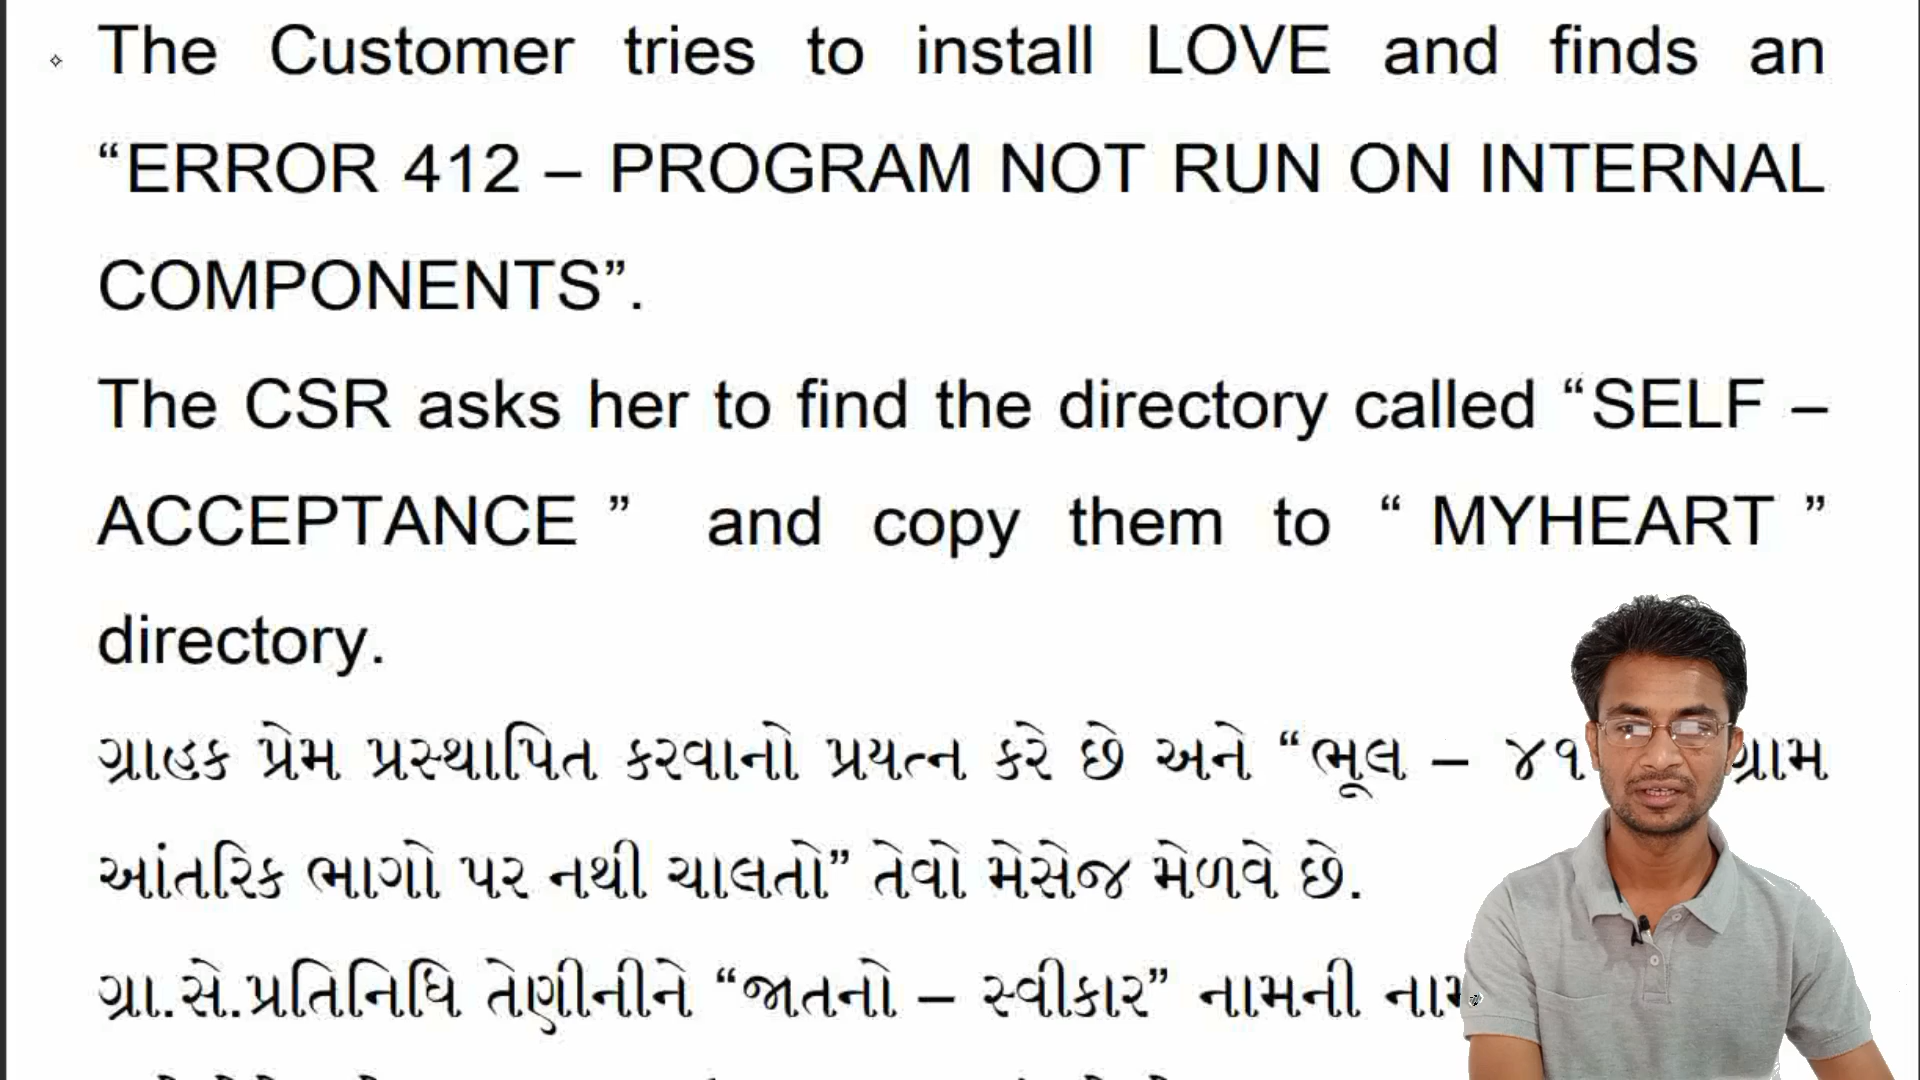 The Customer tries to install LOVE and finds an
“ERROR 412 – PROGRAM NOT RUN ON INTERNAL
COMPONENTS”.
The CSR asks her to find the directory called “SELF –
ACCEPTANCE ” and copy them to “ MYHEART ”
directory.
ગ્રાહક પ્રેમ પ્રસ્થાપિત કરવાનો પ્રયત્ન કરે છે અને “ભૂલ –
આંતરિક ભાગો પર નથી ચાલતો” તેવો મેસેજ મેળવે છે.
ગ્રા.સે.પ્રતિનિધિ તેણીનીને “જાતનો – સ્વીકાર” નામની